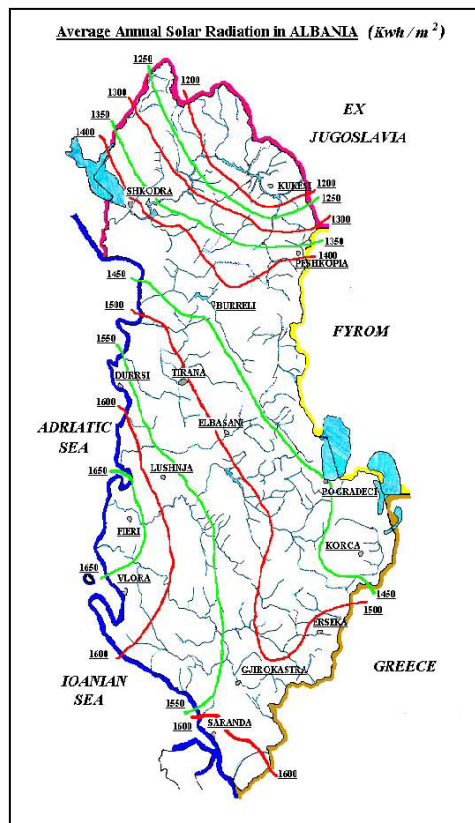 Average Annual Solar Radiation in ALBANIA (Kwh / m²)
1250
1200
1300
1350
1400
EX
JUGOSLAVIA
KUKESI
SHKODRA
1200
1250
1300
1350
PESHKOPIA
1400
1450
1500
BURRELI
FYROM
1550
DURRSI
TIRANA
1600
ELBASANI
ADRIATIC
SEA
1650
LUSHNJA
POGRADECI
FIERI
KORCA
1650
VLORA
1450
1500
ERSEKA
1600
GJIROKASTRA
GREECE
IOANIAN
SEA
1550
1600
SARANDA
1600